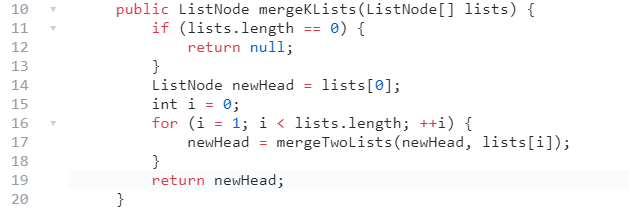 10 public ListNode mergeKLists(ListNode[] lists) {
11 if (lists.length == 0) {
12 return null;
13 }
14 ListNode newHead = lists[0];
15 int i = 0;
16 for (i = 1; i < lists.length; ++i) {
17 newHead = mergeTwoLists(newHead, lists[i]);
18 }
19 return newHead;
20 }